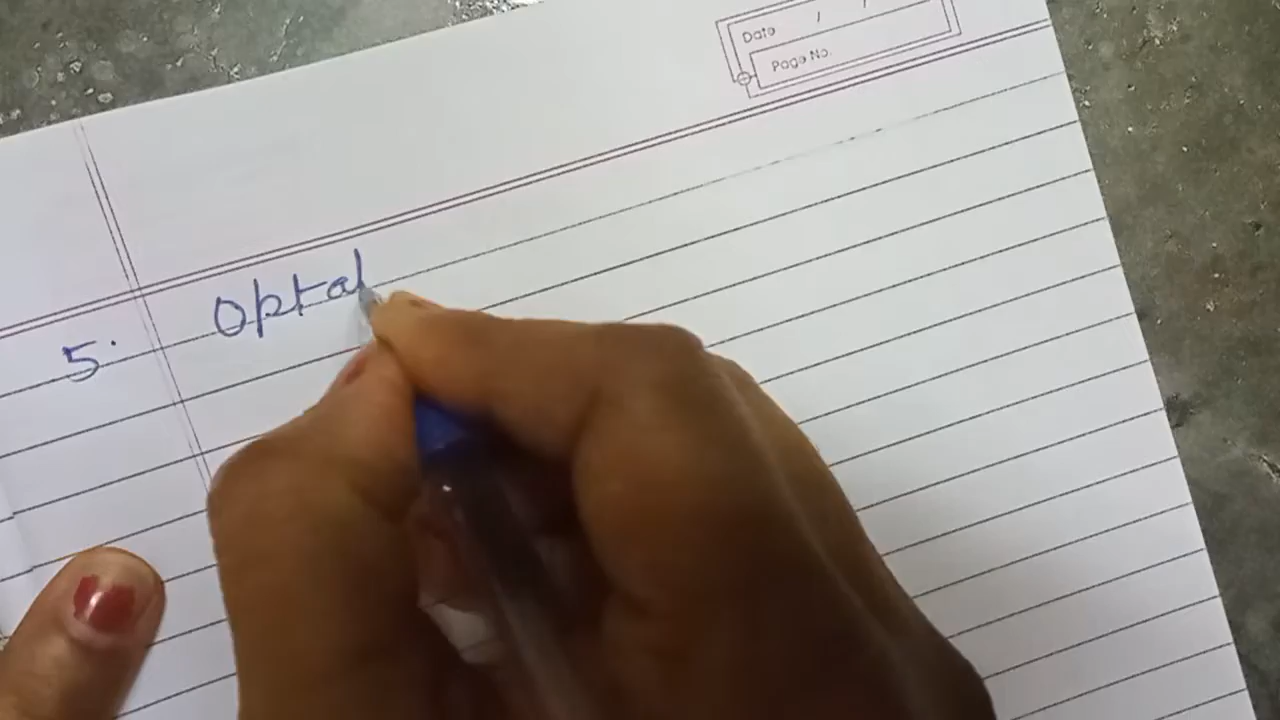 Date / /
Page No.
5. Optal